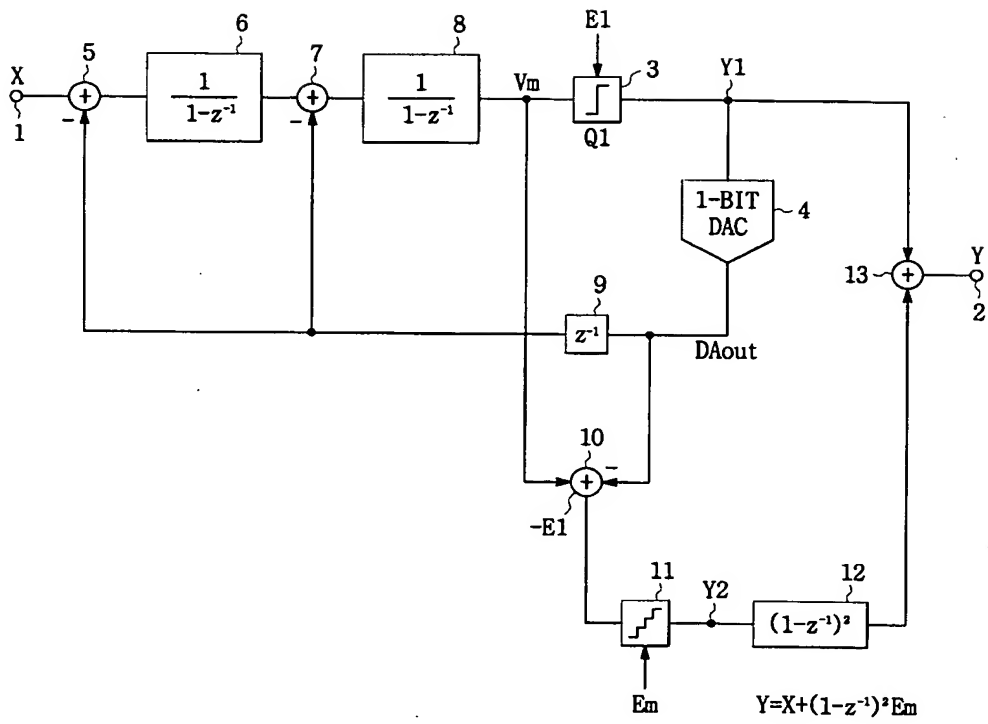 E1
6
8
5
7
3
X
Vm
Y1
1
1-z⁻¹
1
1-z⁻¹
-
-
1
Q1
1-BIT
DAC
4
Y
13
2
9
z⁻¹
DAout
10
-
-E1
11
Y2
12
(1-z⁻¹)²
Em
Y=X+(1-z⁻¹)²Em